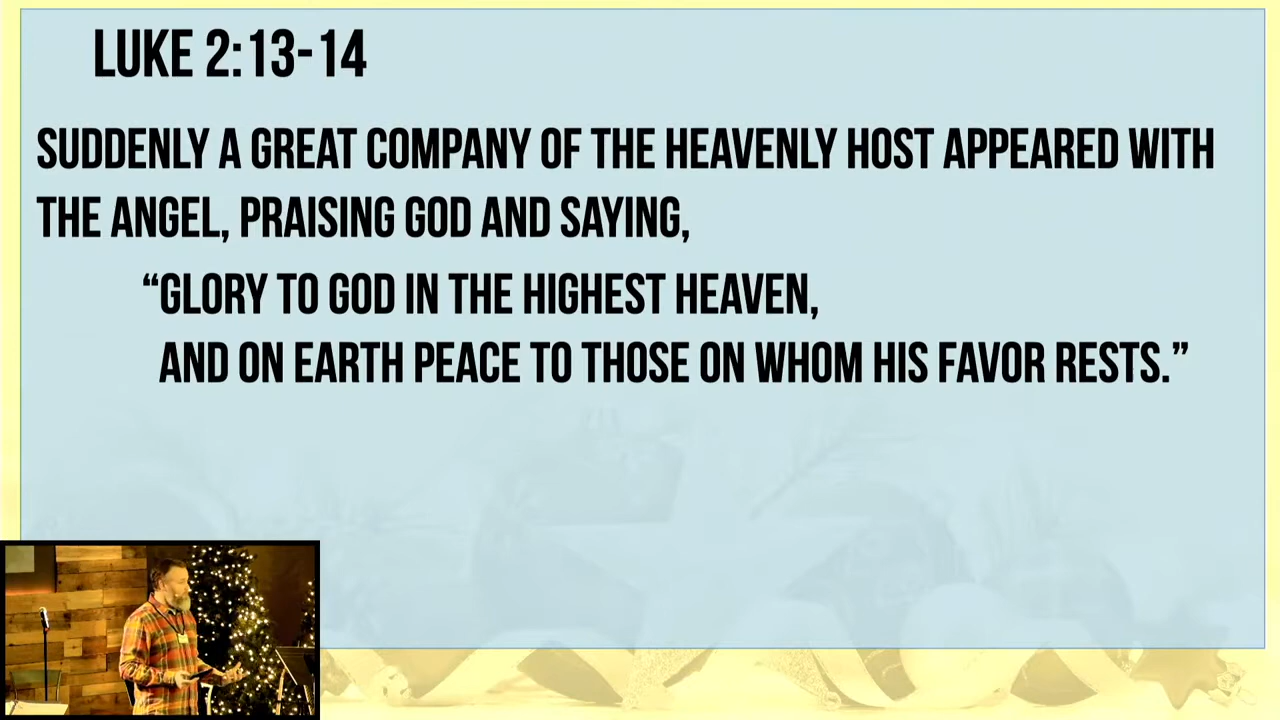 LUKE 2:13-14
SUDDENLY A GREAT COMPANY OF THE HEAVENLY HOST APPEARED WITH
THE ANGEL, PRAISING GOD AND SAYING,
“GLORY TO GOD IN THE HIGHEST HEAVEN,
AND ON EARTH PEACE TO THOSE ON WHOM HIS FAVOR RESTS.”